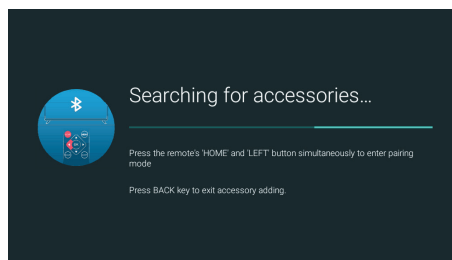 Searching for accessories...
Press the remote's 'HOME' and 'LEFT' button simultaneously to enter pairing
mode
Press BACK key to exit accessory adding.